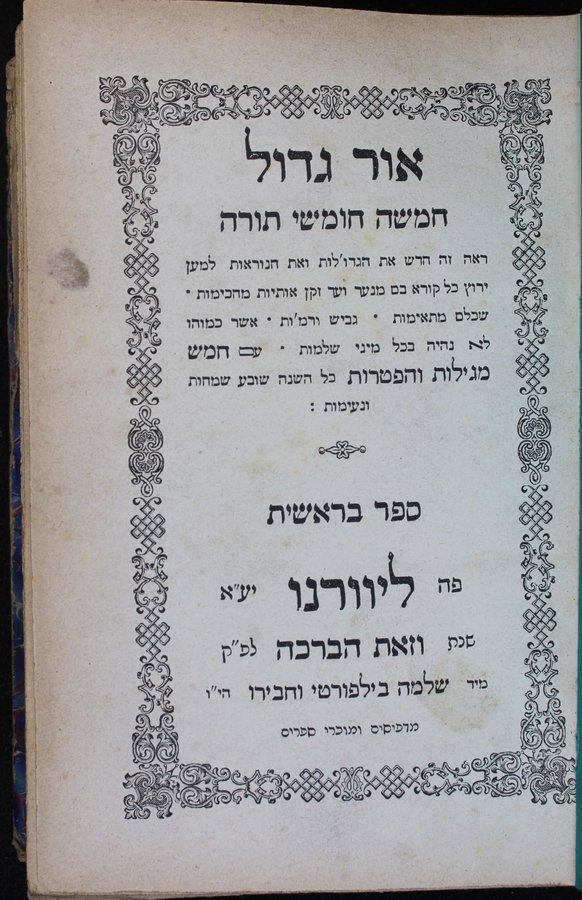 אור גדול
חמשה חומשי תורה
ראה זה חדש את הגדו'לות ואת הנוראות למען
ירוץ כל קורא בם מנער ועד זקן אותיות מחכימות •
שכלם מתאימות • גביש ורמ'ות • אשר כמוהו
לא נהיה בכל מיני שלמות • עם חמש
מגילות והפטרות כל השנה שובע שמחות
ונעימות :
ספר בראשית
פה ליוורנו יע"א
שנת וזאת הברכה לפ"ק
מיד שלמה בילפורטי וחבירו הי"ו
מדפיסים ומוכרי ספרים